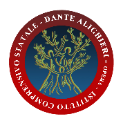 ISTITUTO COMPRENSIVO STATALE - DANTE ALIGHIERI -